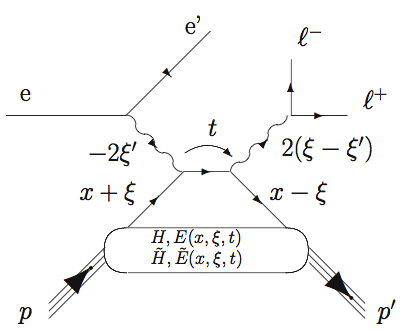 e'
ℓ⁻
e
ℓ⁺
t
−2ξ'
2(ξ − ξ')
x + ξ
x − ξ
H, E(x, ξ, t)
H̃, Ẽ(x, ξ, t)
p
p'